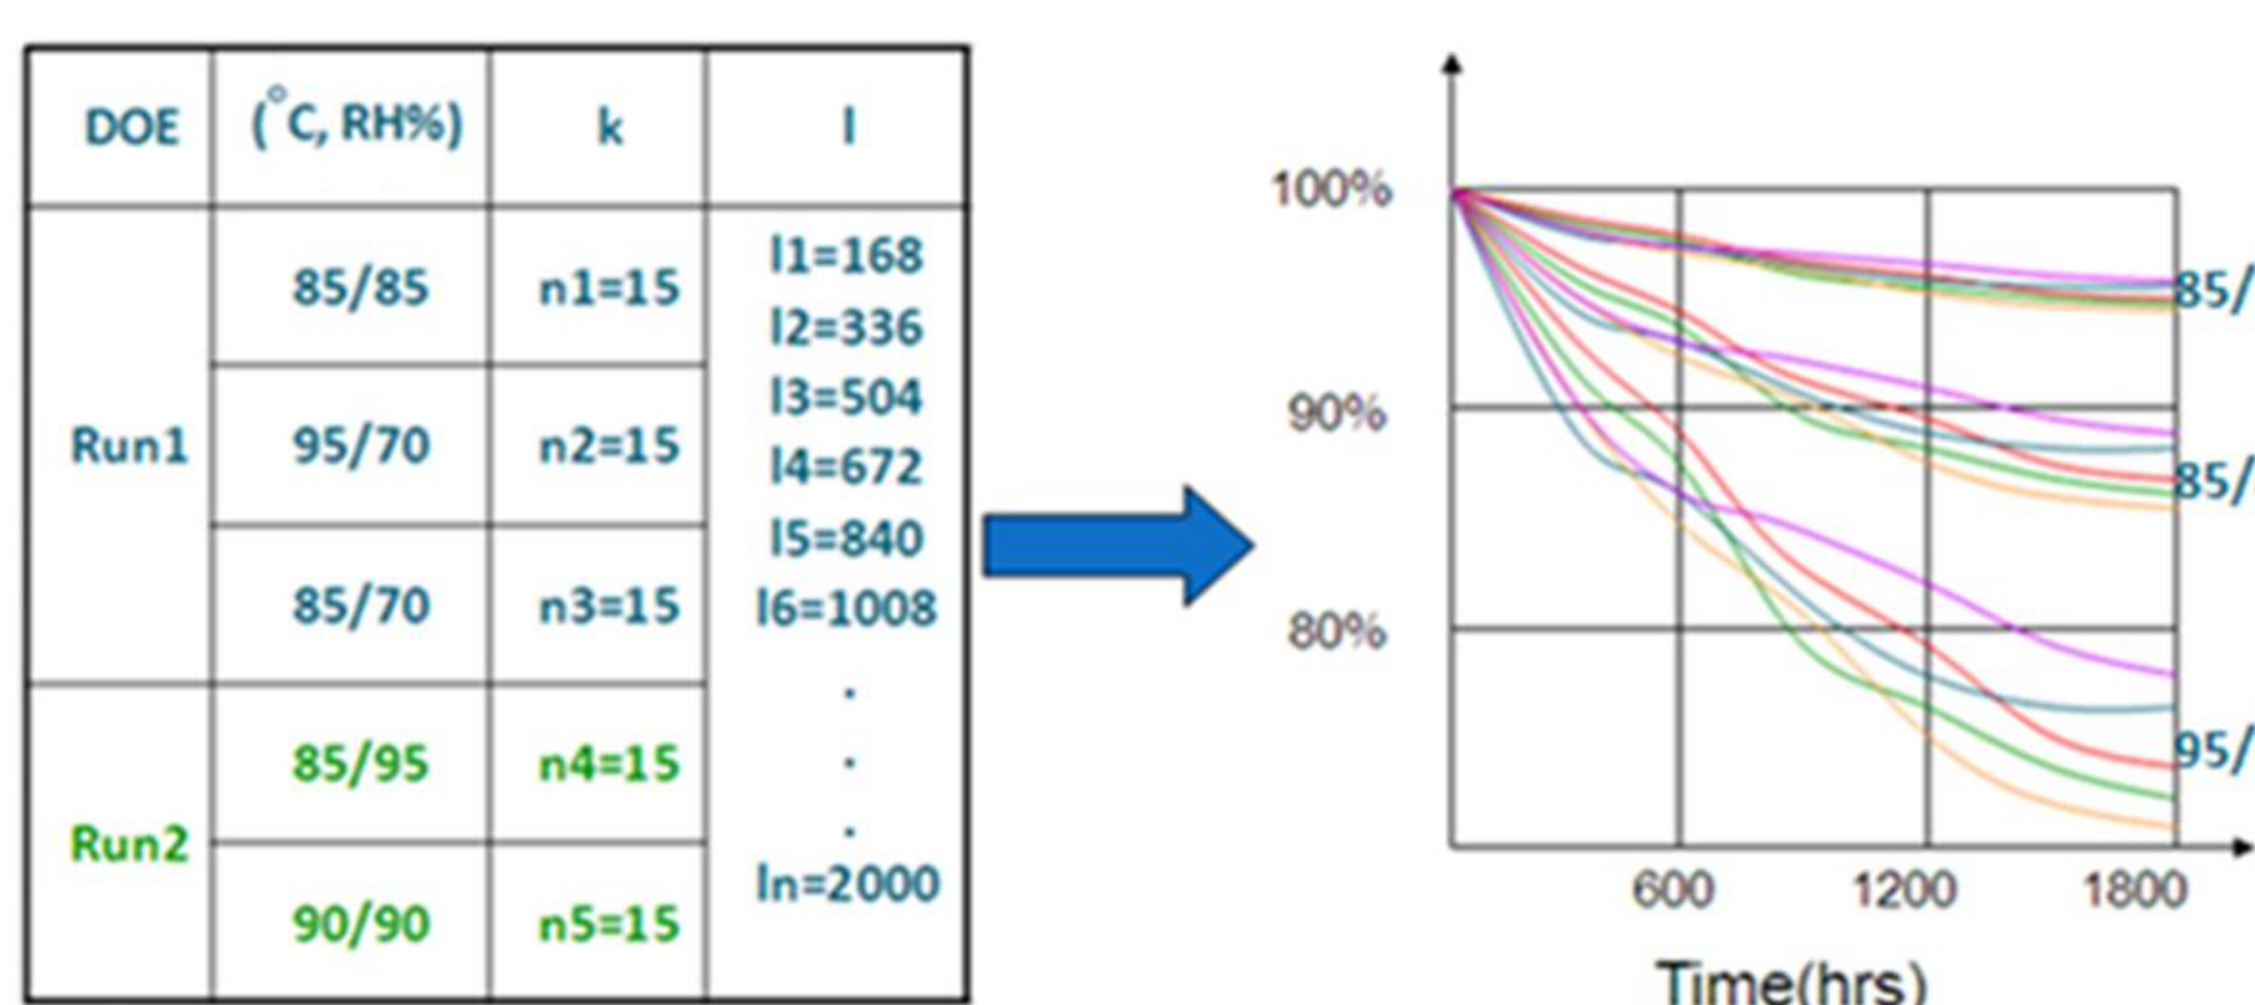 DOE (°C, RH%) k l
Run1
85/85 n1=15
95/70 n2=15
85/70 n3=15
Run2
85/95 n4=15
90/90 n5=15
l1=168
l2=336
l3=504
l4=672
l5=840
l6=1008
.
.
.
ln=2000
100%
90%
80%
85/
85/
95/
600 1200 1800
Time(hrs)